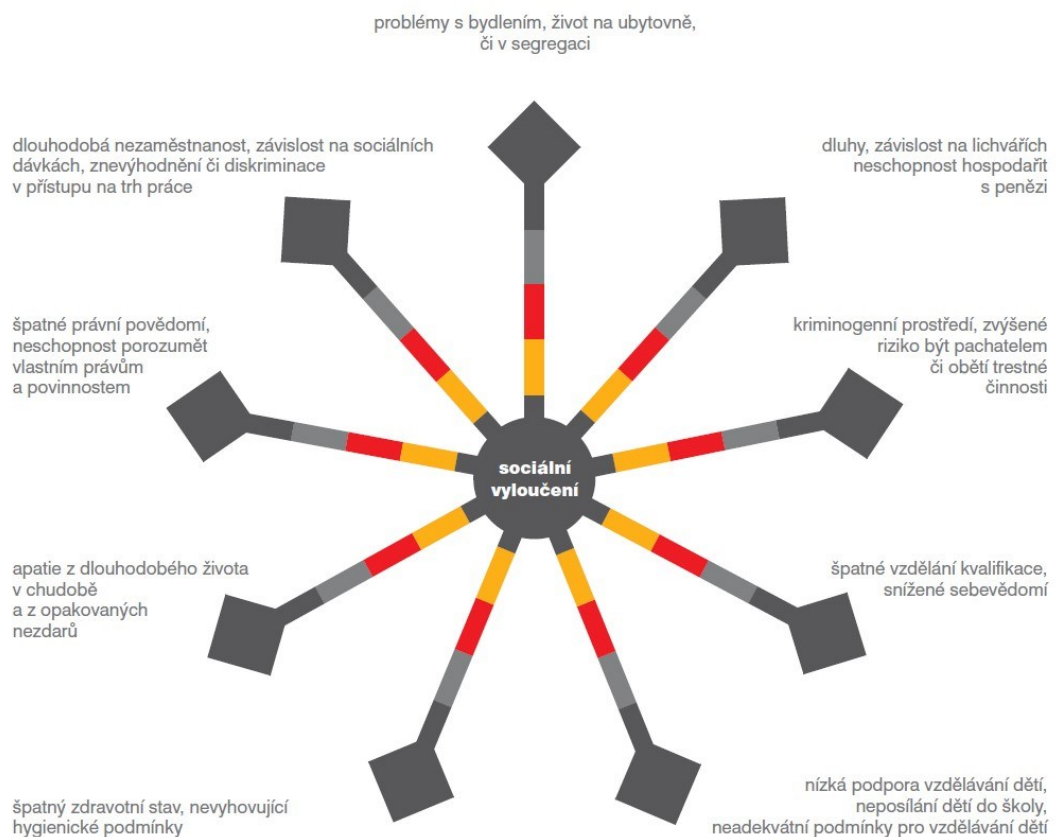 problémy s bydlením, život na ubytovně,
či v segregaci
dlouhodobá nezaměstnanost, závislost na sociálních
dávkách, znevýhodnění či diskriminace
v přístupu na trh práce
dluhy, závislost na lichvářích
neschopnost hospodařit
s penězi
špatné právní povědomí,
neschopnost porozumět
vlastním právům
a povinnostem
kriminogenní prostředí, zvýšené
riziko být pachatelem
či obětí trestné
činnosti
sociální
vyloučení
apatie z dlouhodobého života
v chudobě
a z opakovaných
nezdarů
špatné vzdělání kvalifikace,
snížené sebevědomí
špatný zdravotní stav, nevyhovující
hygienické podmínky
nízká podpora vzdělávání dětí,
neposílání dětí do školy,
neadekvátní podmínky pro vzdělávání dětí